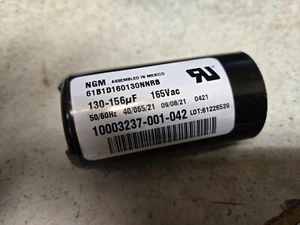 NGM ASSEMBLED IN MEXICO
61B1D160130NNRB
130-156µF 165Vac
50/60Hz 40/065/21 09/08/21 0421
10003237-001-042 LOT:61226539